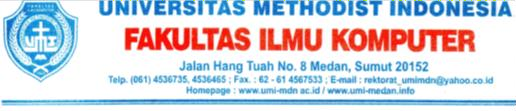 UNIVERSITAS METHODIST INDONESIA
FAKULTAS ILMU KOMPUTER
Jalan Hang Tuah No. 8 Medan, Sumut 20152
Telp. (061) 4536735, 4536465 ; Fax. : 62 - 61 4567533 ; E-mail : rektorat_umimdn@yahoo.co.id
Homepage : www.umi-mdn ac.id / www.umi-medan.info